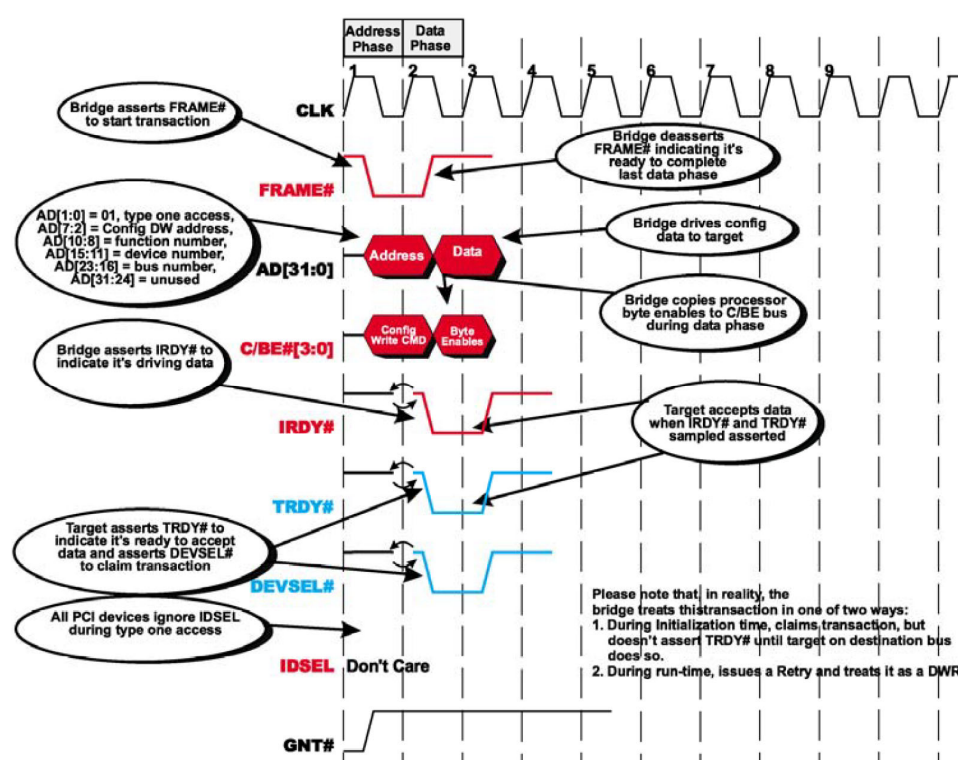 Address
Phase
Data
Phase
1 2 3 4 5 6 7 8 9
CLK
Bridge asserts FRAME#
to start transaction
Bridge deasserts
FRAME# indicating it's
ready to complete
last data phase
FRAME#
AD[1:0] = 01, type one access,
AD[7:2] = Config DW address,
AD[10:8] = function number,
AD[15:11] = device number,
AD[23:16] = bus number,
AD[31:24] = unused
Bridge drives config
data to target
Address
Data
AD[31:0]
Bridge copies processor
byte enables to C/BE bus
during data phase
Config
Write CMD
Byte
Enables
C/BE#[3:0]
Bridge asserts IRDY# to
indicate it's driving data
Target accepts data
when IRDY# and TRDY#
sampled asserted
IRDY#
TRDY#
Target asserts TRDY# to
indicate it's ready to accept
data and asserts DEVSEL#
to claim transaction
DEVSEL#
Please note that, in reality, the
bridge treats thistransaction in one of two ways:
1. During Initialization time, claims transaction, but
doesn't assert TRDY# until target on destination bus
does so.
2. During run-time, issues a Retry and treats it as a DWR
All PCI devices ignore IDSEL
during type one access
IDSEL Don't Care
GNT#